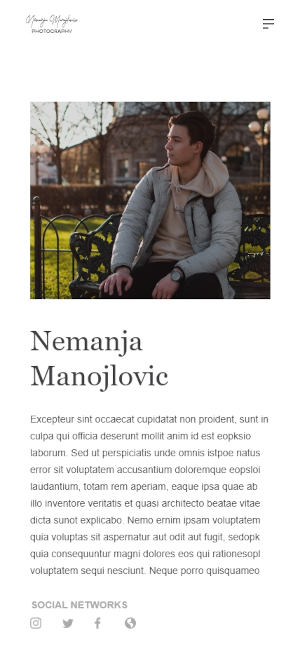 Nemanja Manojlovic
PHOTOGRAPHY
Nemanja
Manojlovic
Excepteur sint occaecat cupidatat non proident, sunt in
culpa qui officia deserunt mollit anim id est eopksio
laborum. Sed ut perspiciatis unde omnis istpoe natus
error sit voluptatem accusantium doloremque eopsloi
laudantium, totam rem aperiam, eaque ipsa quae ab
illo inventore veritatis et quasi architecto beatae vitae
dicta sunot explicabo. Nemo ernim ipsam voluptatem
quia voluptas sit aspernatur aut odit aut fugit, sedopk
quia consequuntur magni dolores eos qui rationesopl
voluptatem sequi nesciunt. Neque porro quisquameo
SOCIAL NETWORKS